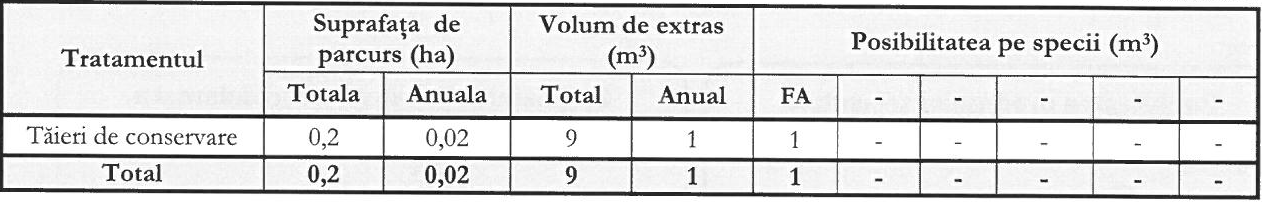 Tratamentul Suprafața de parcurs (ha) Volum de extras (m³) Posibilitatea pe specii (m³)
Totala Anuala Total Anual FA - - - - -
Tăieri de conservare 0,2 0,02 9 1 1 - - - - -
Total 0,2 0,02 9 1 1 - - - - -